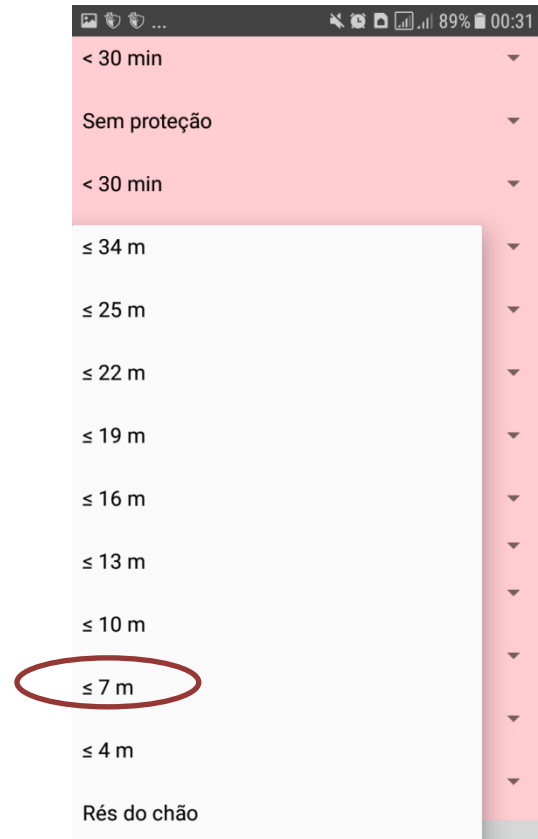 ... 89% 00:31
< 30 min
Sem proteção
< 30 min
≤ 34 m
≤ 25 m
≤ 22 m
≤ 19 m
≤ 16 m
≤ 13 m
≤ 10 m
≤ 7 m
≤ 4 m
Rés do chão